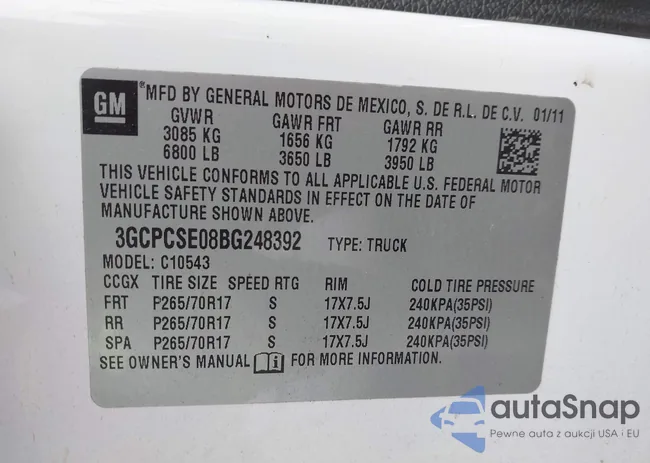 GM
*MFD BY GENERAL MOTORS DE MEXICO, S. DE R.L. DE C.V. 01/11
GVWR GAWR FRT GAWR RR
3085 KG 1656 KG 1792 KG
6800 LB 3650 LB 3950 LB
THIS VEHICLE CONFORMS TO ALL APPLICABLE U.S. FEDERAL MOTOR
VEHICLE SAFETY STANDARDS IN EFFECT ON THE DATE OF
MANUFACTURE SHOWN ABOVE.
3GCPCSE08BG248392 TYPE: TRUCK
MODEL: C10543
CCGX TIRE SIZE SPEED RTG RIM COLD TIRE PRESSURE
FRT P265/70R17 S 17X7.5J 240KPA(35PSI)
RR P265/70R17 S 17X7.5J 240KPA(35PSI)
SPA P265/70R17 S 17X7.5J 240KPA(35PSI)
SEE OWNER'S MANUAL FOR MORE INFORMATION.
autaSnap
Pewne auta z aukcji USA i EU